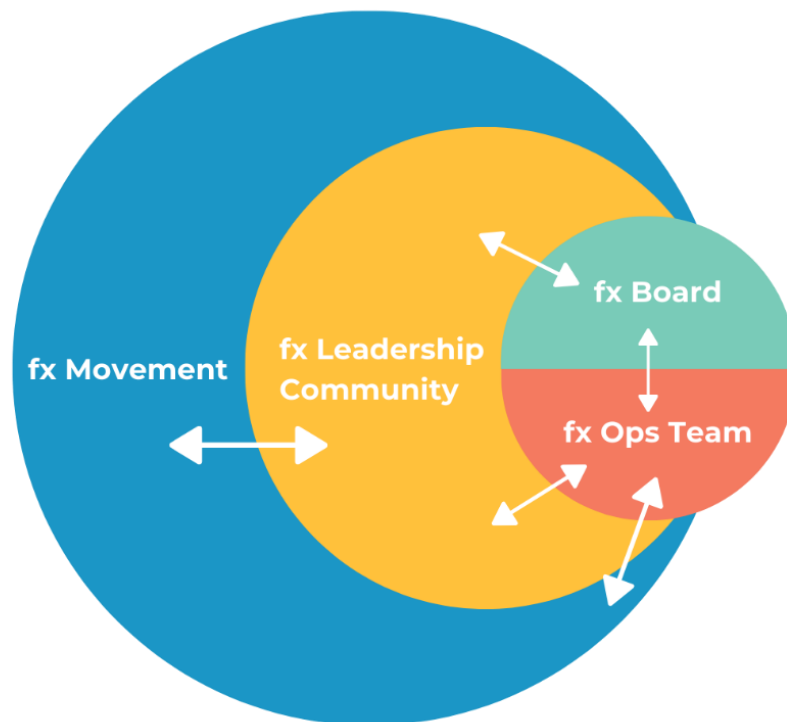 fx Board
fx Movement
fx Leadership
Community
fx Ops Team